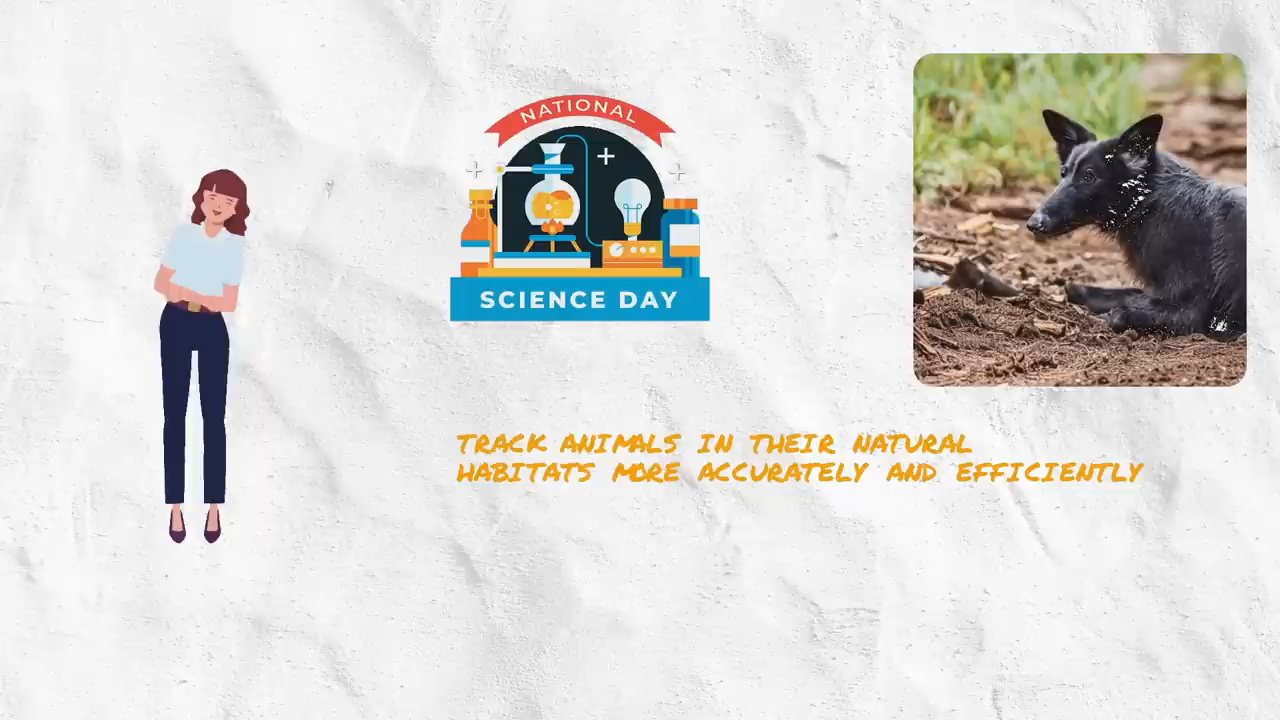 NATIONAL
SCIENCE DAY
TRACK ANIMALS IN THEIR NATURAL
HABITATS MORE ACCURATELY AND EFFICIENTLY